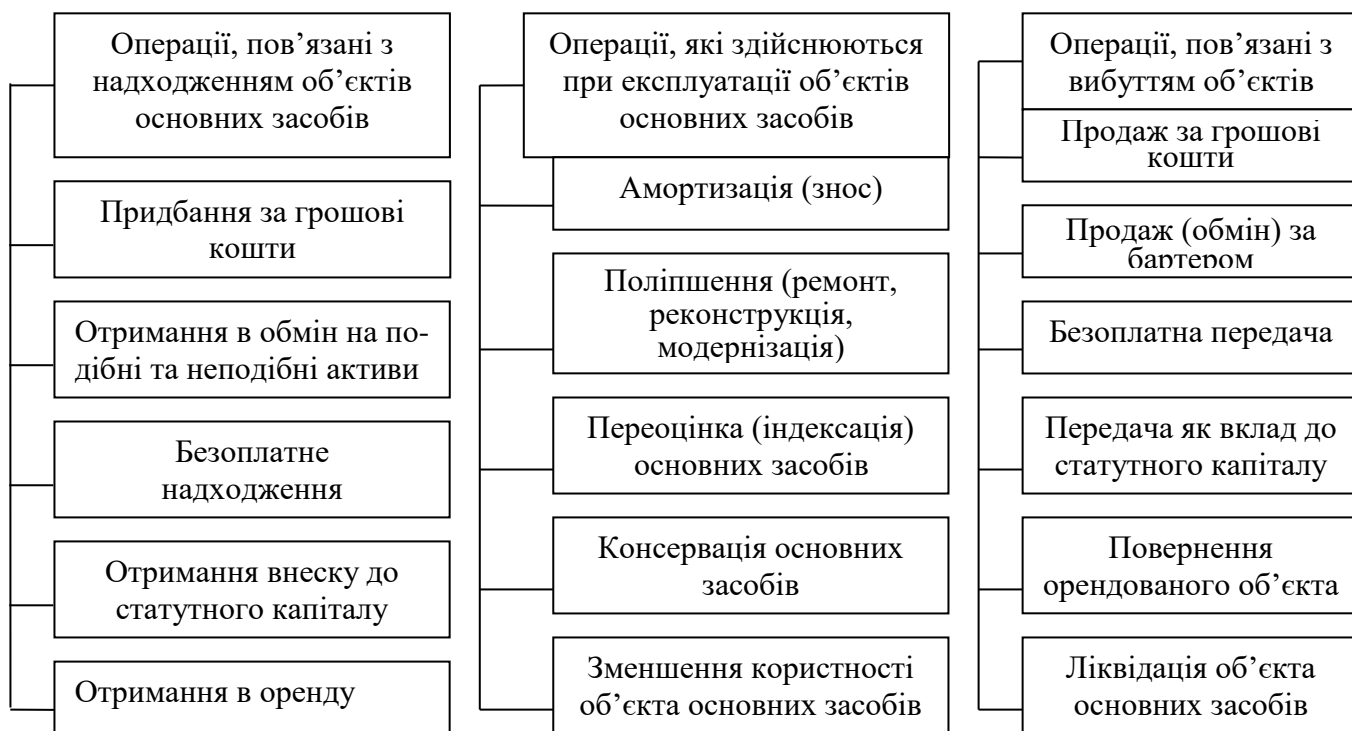 Операції, пов’язані з
надходженням об’єктів
основних засобів
Придбання за грошові
кошти
Отримання в обмін на по-
дібні та неподібні активи
Безоплатне
надходження
Отримання внеску до
статутного капіталу
Отримання в оренду
Операції, які здійснюються
при експлуатації об’єктів
основних засобів
Амортизація (знос)
Поліпшення (ремонт,
реконструкція,
модернізація)
Переоцінка (індексація)
основних засобів
Консервація основних
засобів
Зменшення користності
об’єкта основних засобів
Операції, пов’язані з
вибуттям об’єктів
Продаж за грошові
кошти
Продаж (обмін) за
бартером
Безоплатна передача
Передача як вклад до
статутного капіталу
Повернення
орендованого об’єкта
Ліквідація об’єкта
основних засобів